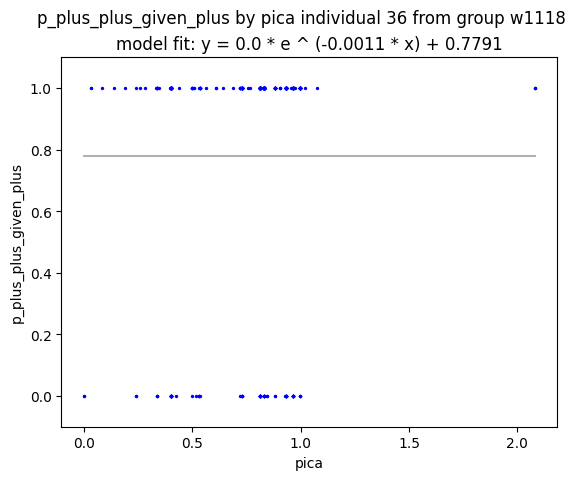 p_plus_plus_given_plus by pica individual 36 from group w1118
model fit: y = 0.0 * e ^ (-0.0011 * x) + 0.7791
1.0
0.8
0.6
0.4
0.2
0.0
p_plus_plus_given_plus
0.0 0.5 1.0 1.5 2.0
pica